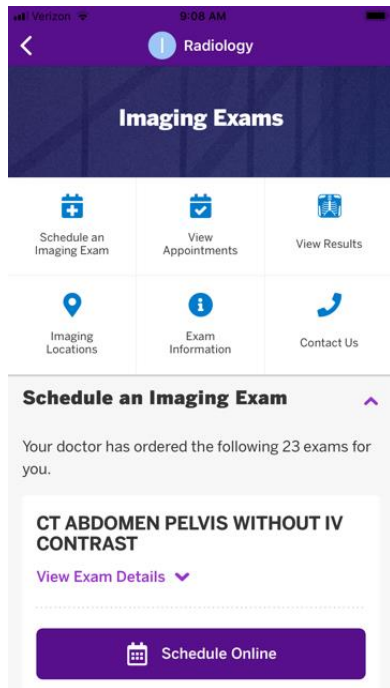 Verizon 9:08 AM
I Radiology
Imaging Exams
Schedule an
Imaging Exam
View
Appointments
View Results
Imaging
Locations
Exam
Information
Contact Us
Schedule an Imaging Exam
Your doctor has ordered the following 23 exams for
you.
CT ABDOMEN PELVIS WITHOUT IV
CONTRAST
View Exam Details
Schedule Online